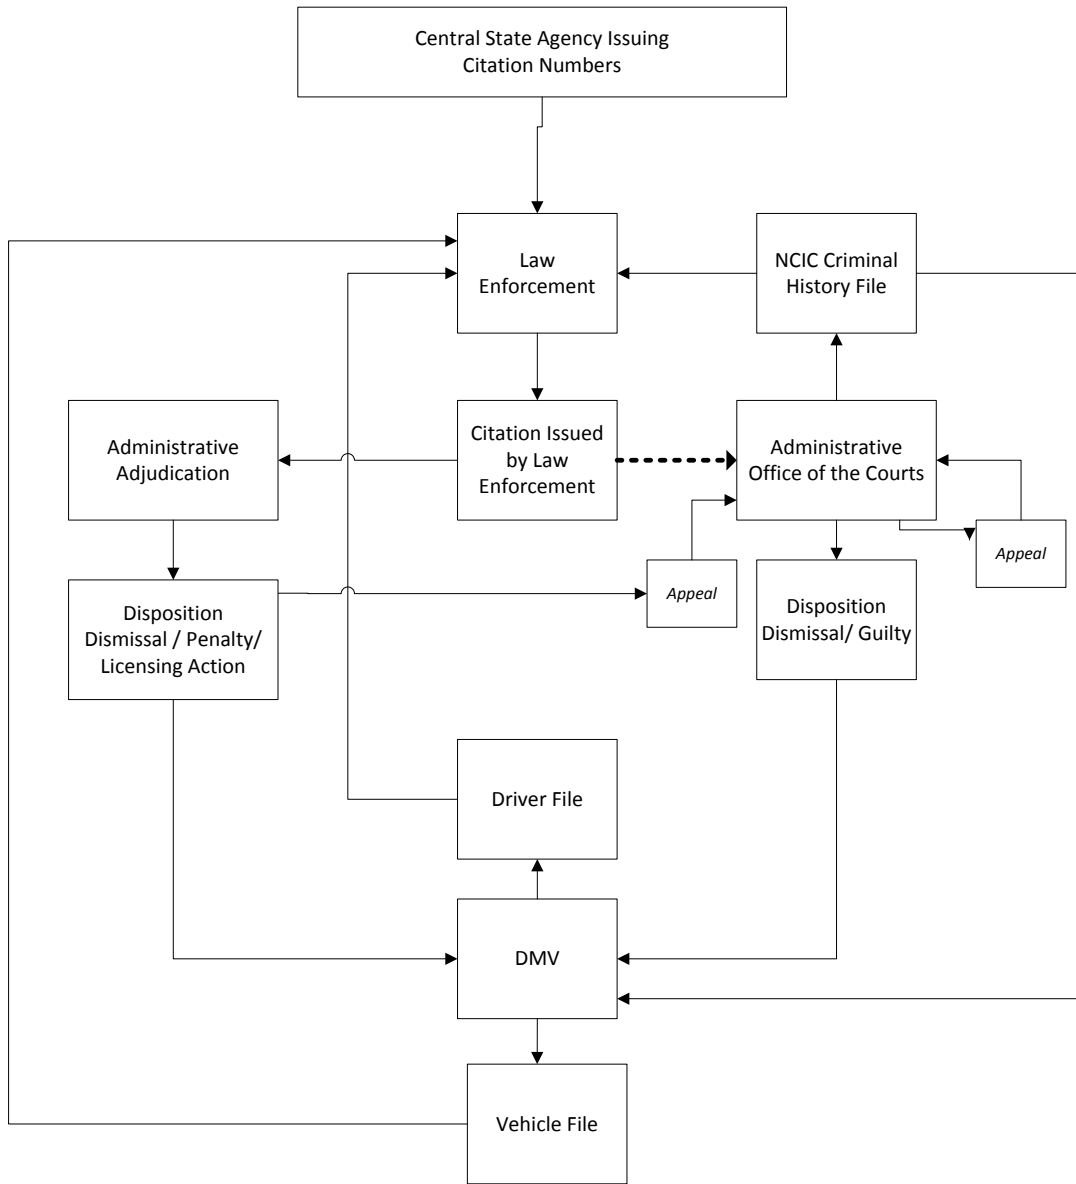 Central State Agency Issuing
Citation Numbers
Law
Enforcement
NCIC Criminal
History File
Administrative
Adjudication
Citation Issued
by Law
Enforcement
Administrative
Office of the Courts
Appeal
Appeal
Disposition
Dismissal / Penalty/
Licensing Action
Disposition
Dismissal/ Guilty
Driver File
DMV
Vehicle File